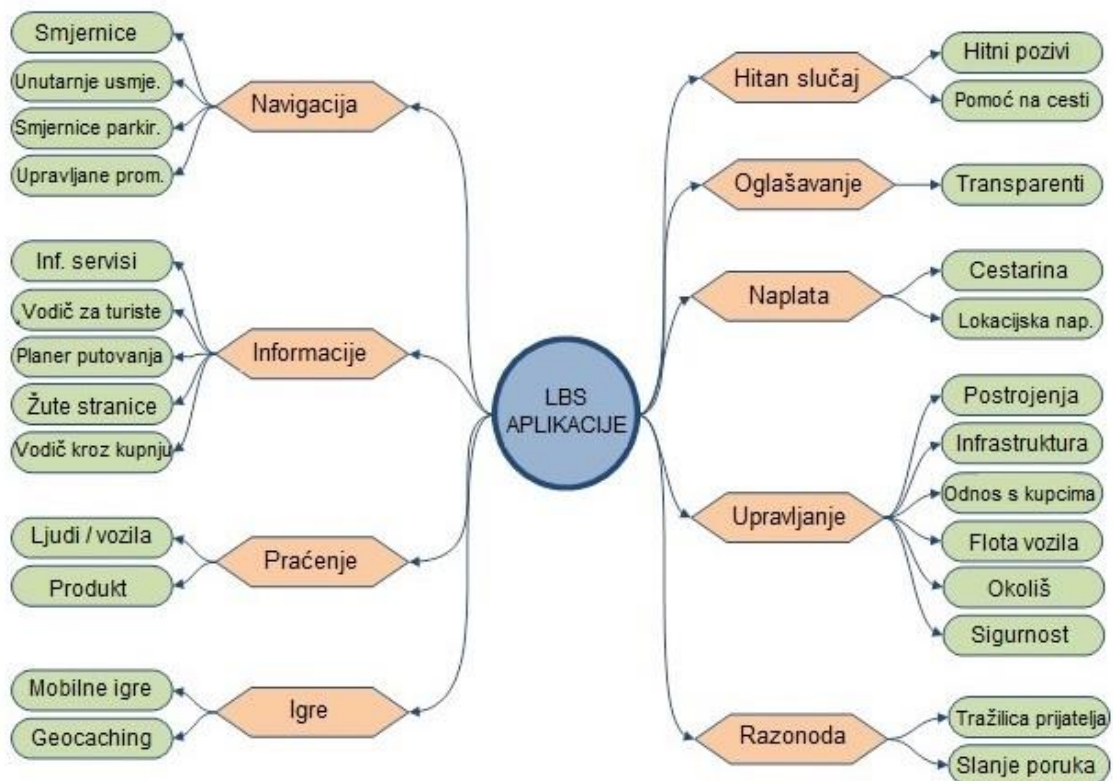 Smjernice
Unutarnje usmje.
Smjernice parkir.
Upravljane prom.
Navigacija
Inf. servisi
Vodič za turiste
Planer putovanja
Žute stranice
Vodič kroz kupnju
Informacije
Ljudi / vozila
Produkt
Praćenje
Mobilne igre
Geocaching
Igre
LBS
APLIKACIJE
Hitan slučaj
Hitni pozivi
Pomoć na cesti
Oglašavanje
Transparenti
Naplata
Cestarina
Lokacijska nap.
Upravljanje
Postrojenja
Infrastruktura
Odnos s kupcima
Flota vozila
Okoliš
Sigurnost
Razonoda
Tražilica prijatelja
Slanje poruka